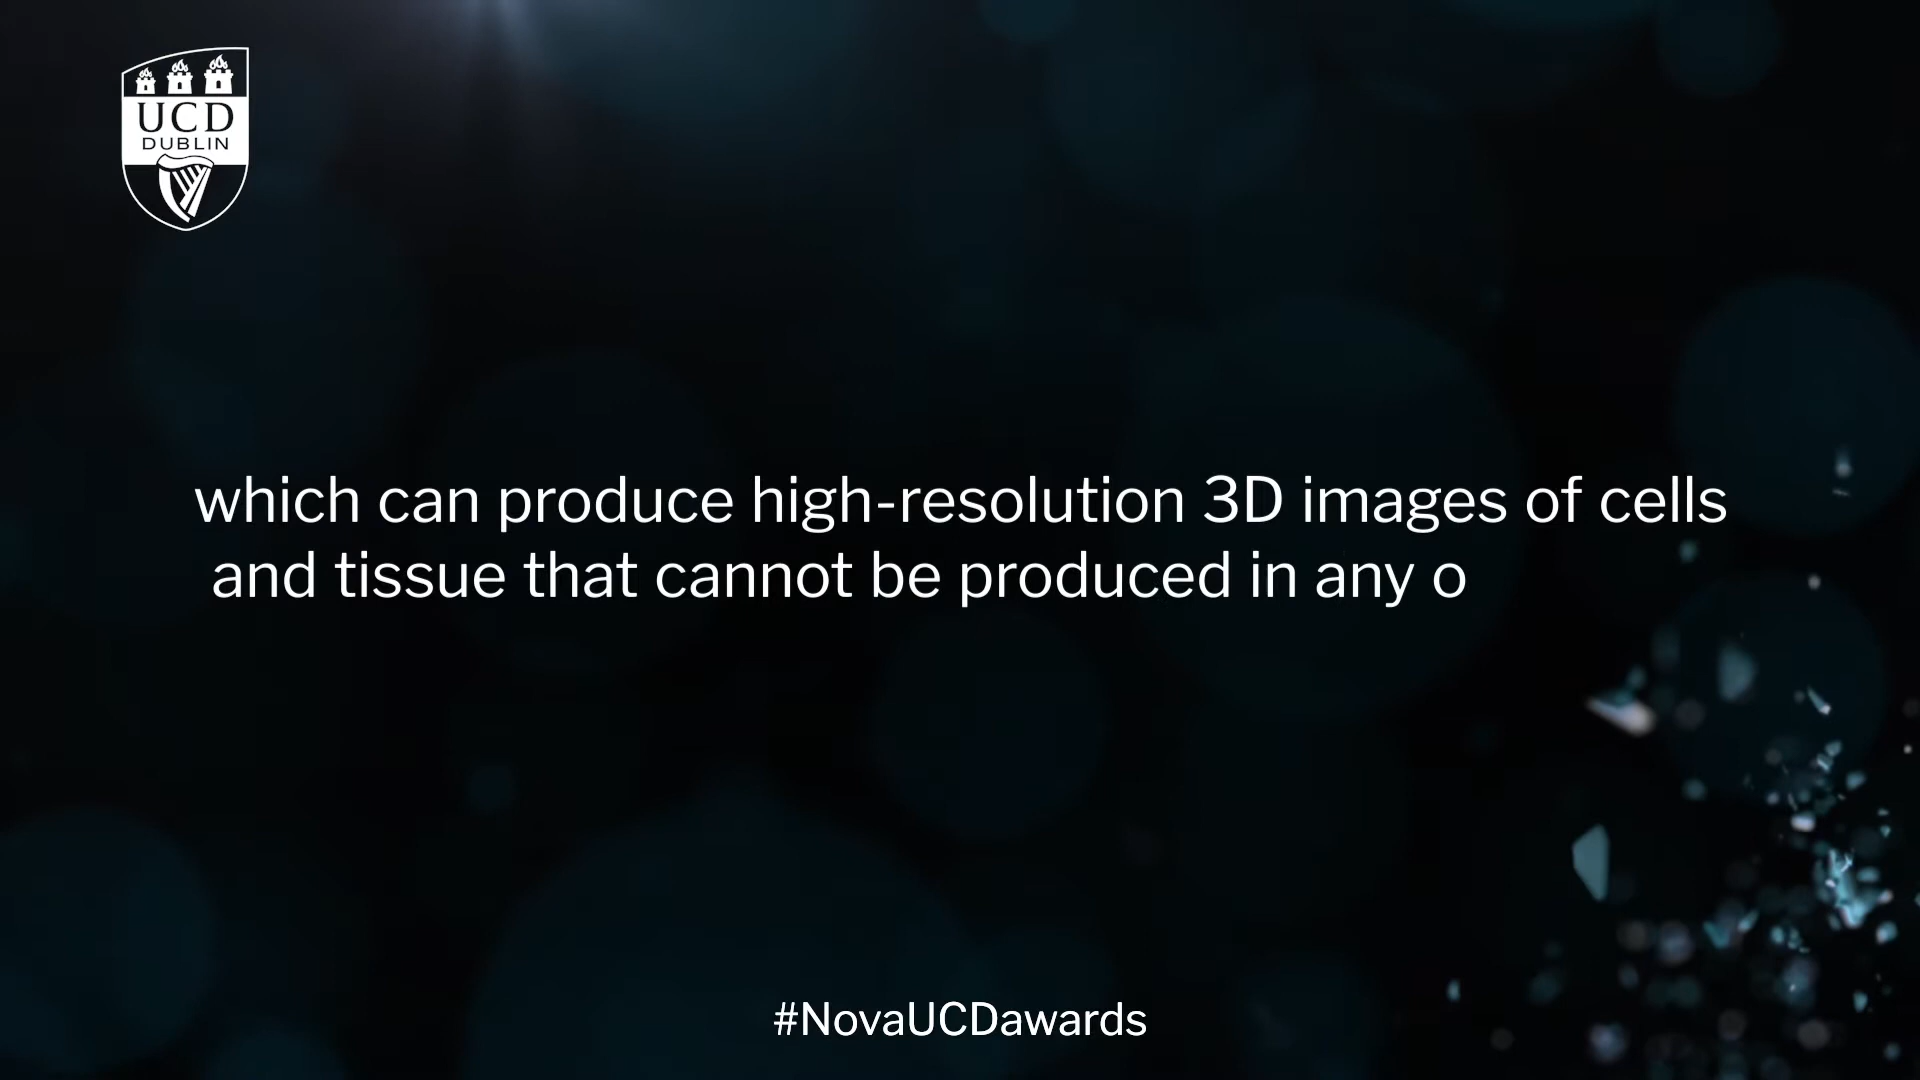 UCD
DUBLIN
which can produce high-resolution 3D images of cells
and tissue that cannot be produced in any o
#NovaUCDawards